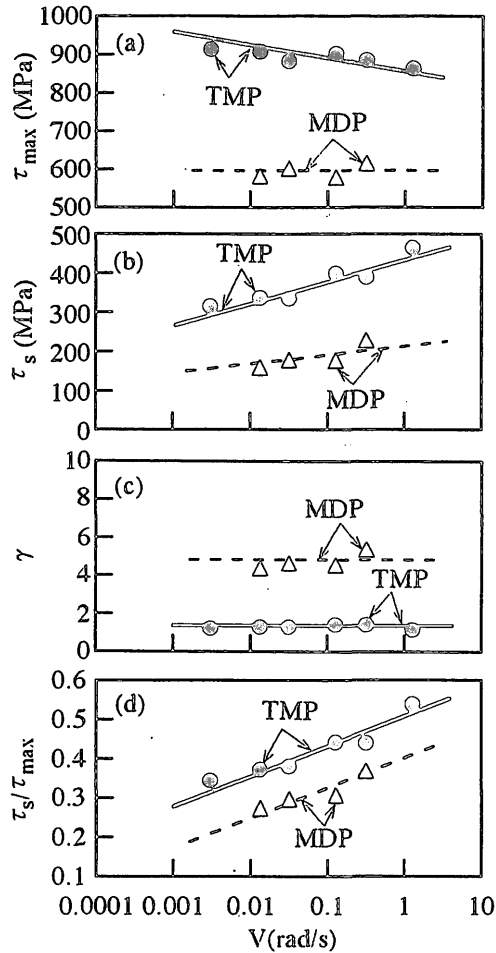 1000
(a)
900
TMP
800
τmax (MPa)
700
MDP
600
500
500
(b)
TMP
400
300
τs (MPa)
200
100
MDP
0
10
(c)
8
MDP
6
γ
4
TMP
2
0
0.6
(d)
TMP
0.5
0.4
τs/τmax
0.3
0.2
MDP
0.1
0.0001 0.001 0.01 0.1 1 10
V(rad/s)